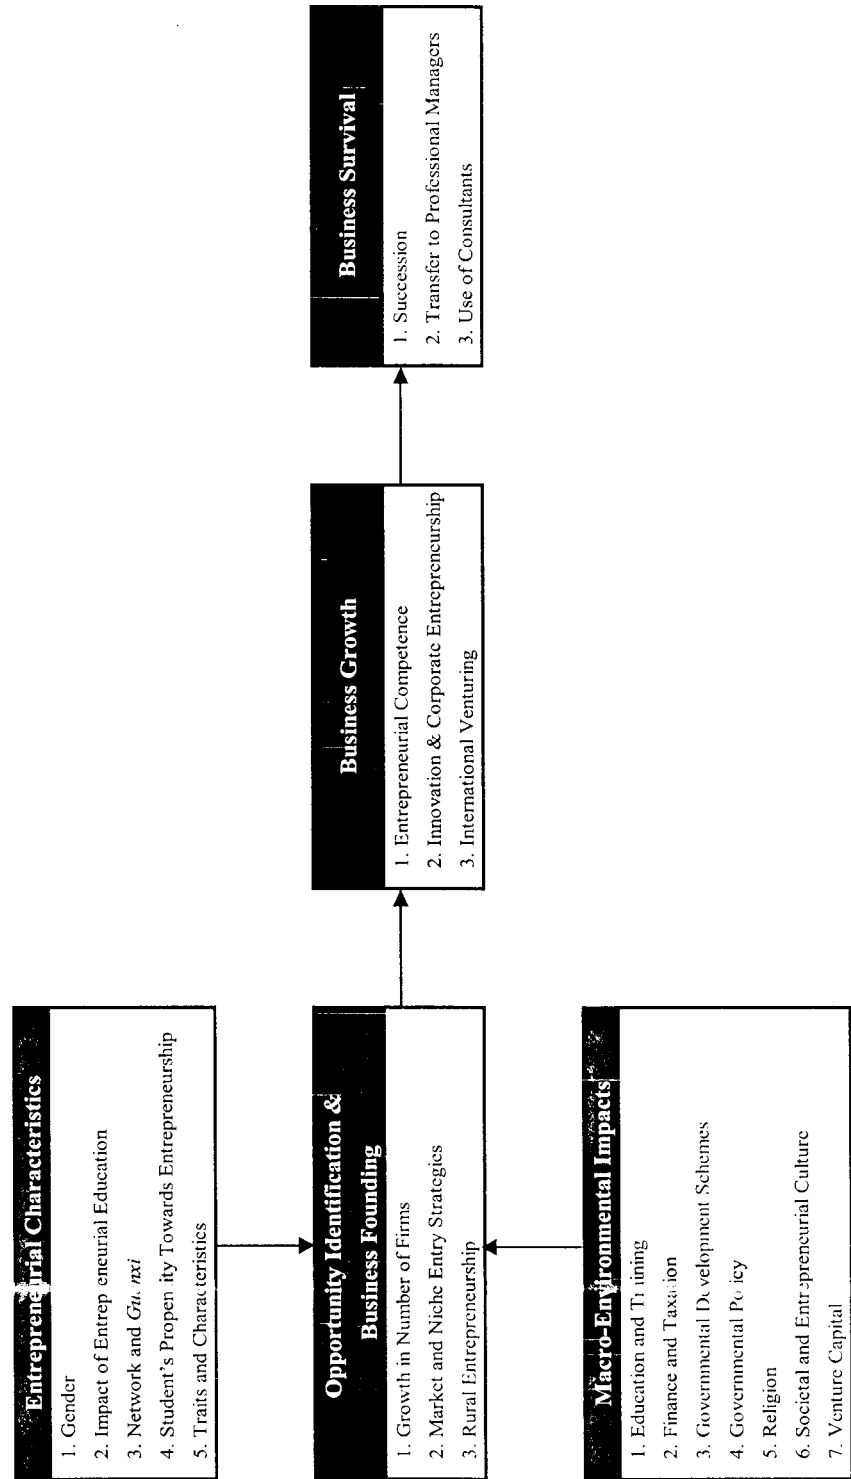 Entrepreneurial Characteristics
1. Gender
2. Impact of Entrepreneurial Education
3. Network and Guanxi
4. Student's Propensity Towards Entrepreneurship
5. Traits and Characteristics
Opportunity Identification &
Business Founding
1. Growth in Number of Firms
2. Market and Niche Entry Strategies
3. Rural Entrepreneurship
Macro-Environmental Impacts
1. Education and Training
2. Finance and Taxation
3. Governmental Development Schemes
4. Governmental Policy
5. Religion
6. Societal and Entrepreneurial Culture
7. Venture Capital
Business Growth
1. Entrepreneurial Competence
2. Innovation & Corporate Entrepreneurship
3. International Venturing
Business Survival
1. Succession
2. Transfer to Professional Managers
3. Use of Consultants